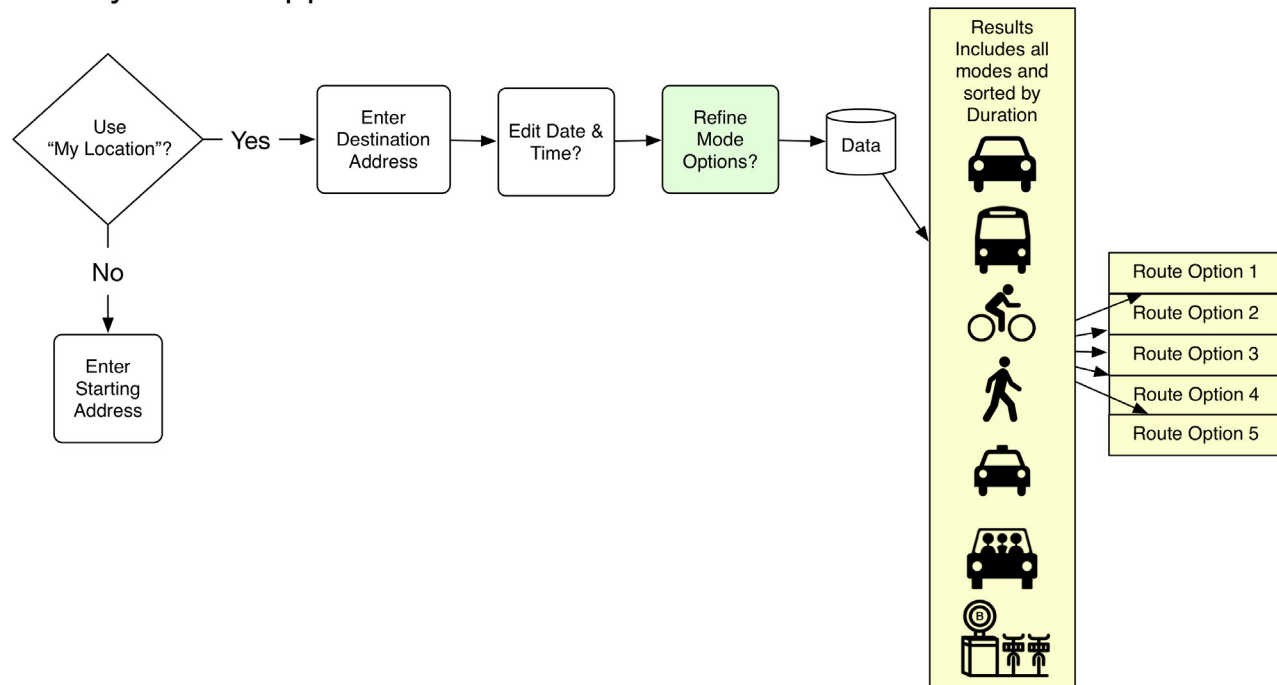 Use
“My Location”?
Yes
No
Enter
Starting
Address
Enter
Destination
Address
Edit Date &
Time?
Refine
Mode
Options?
Data
Results
Includes all
modes and
sorted by
Duration
B
Route Option 1
Route Option 2
Route Option 3
Route Option 4
Route Option 5